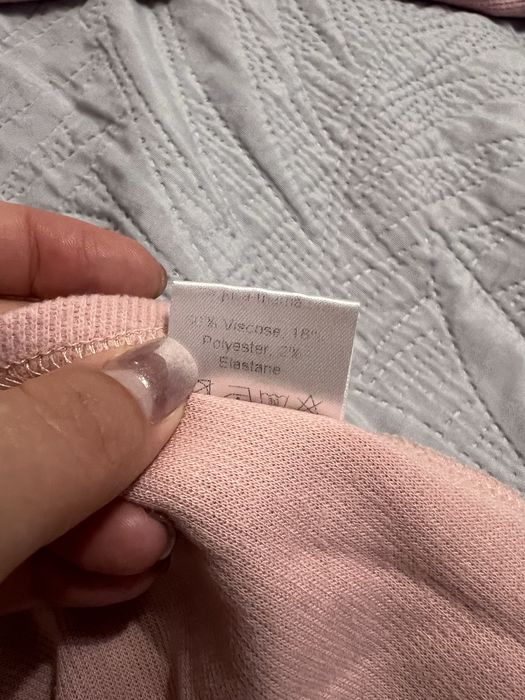 % Viscose, 18%
Polyester, 2%
Elastane